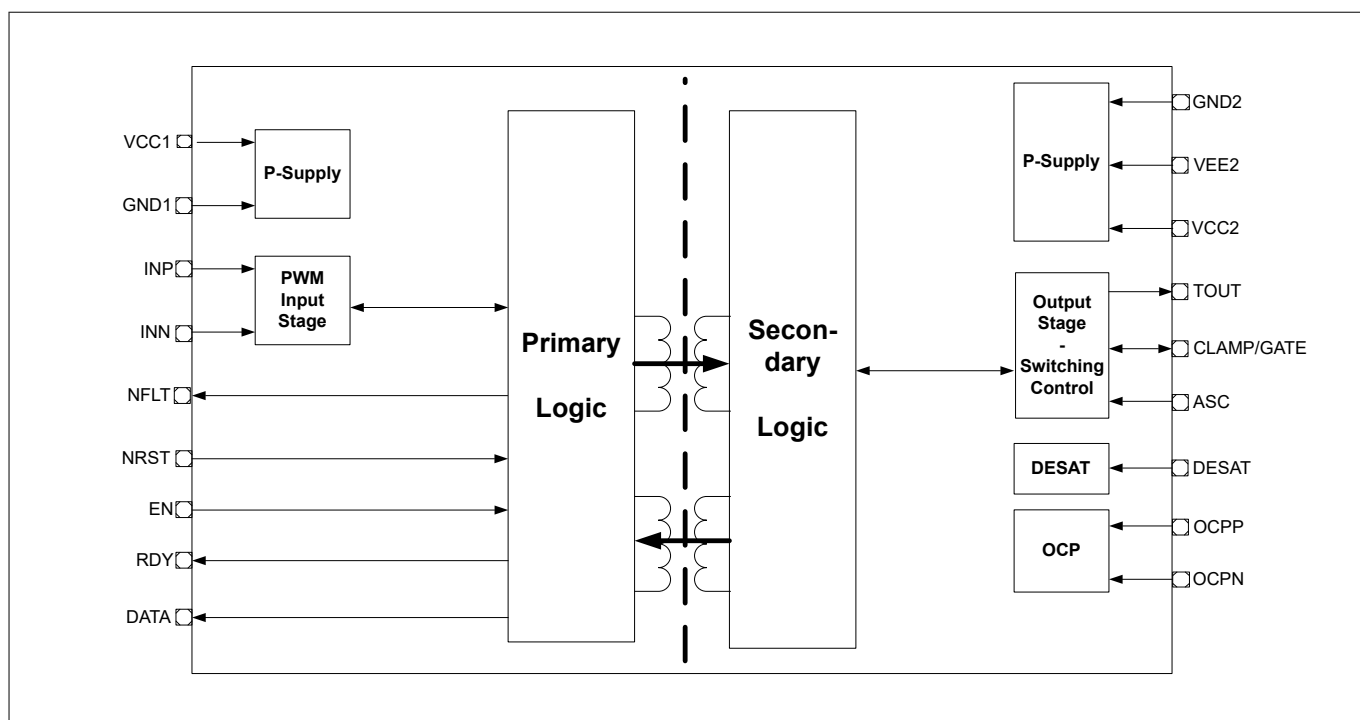 VCC1
GND1
INP
INN
NFLT
NRST
EN
RDY
DATA
P-Supply
PWM
Input
Stage
Primary
Logic
Secon-
dary
Logic
P-Supply
Output
Stage
-
Switching
Control
DESAT
OCP
GND2
VEE2
VCC2
TOUT
CLAMP/GATE
ASC
DESAT
OCPP
OCPN